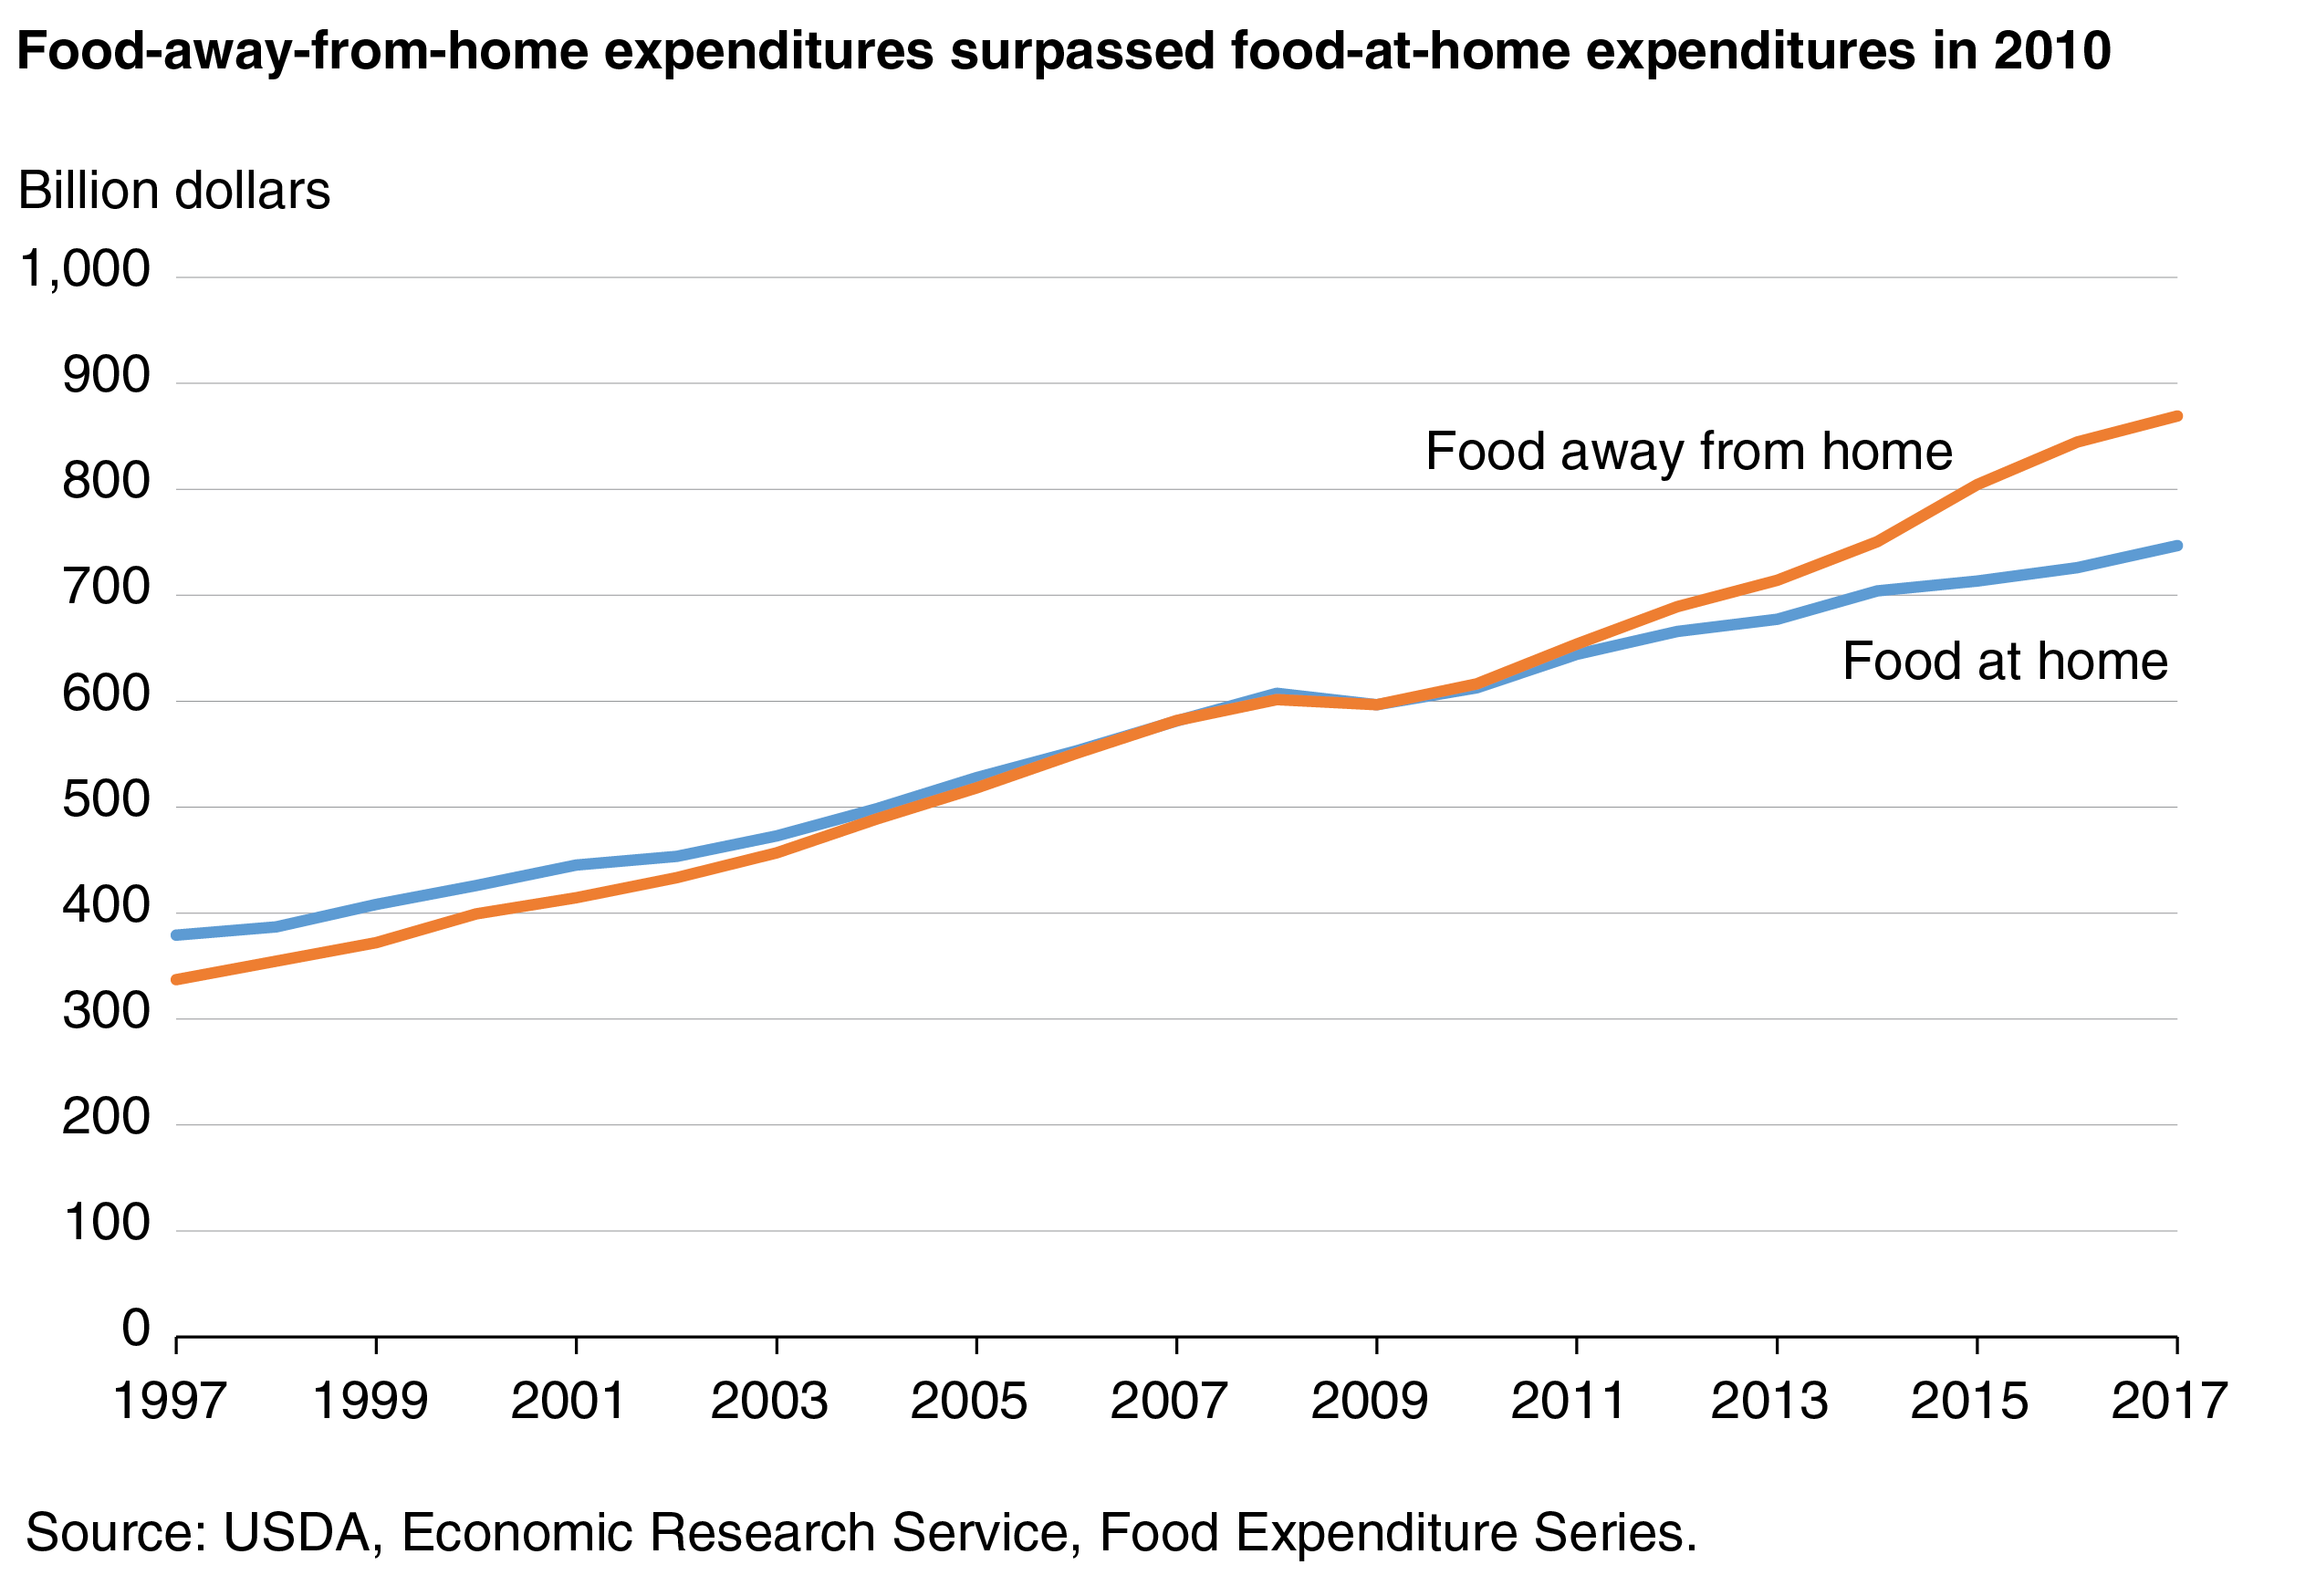 Food-away-from-home expenditures surpassed food-at-home expenditures in 2010
Billion dollars
1,000
900
800
700
600
500
400
300
200
100
0
Food away from home
Food at home
1997 1999 2001 2003 2005 2007 2009 2011 2013 2015 2017
Source: USDA, Economic Research Service, Food Expenditure Series.